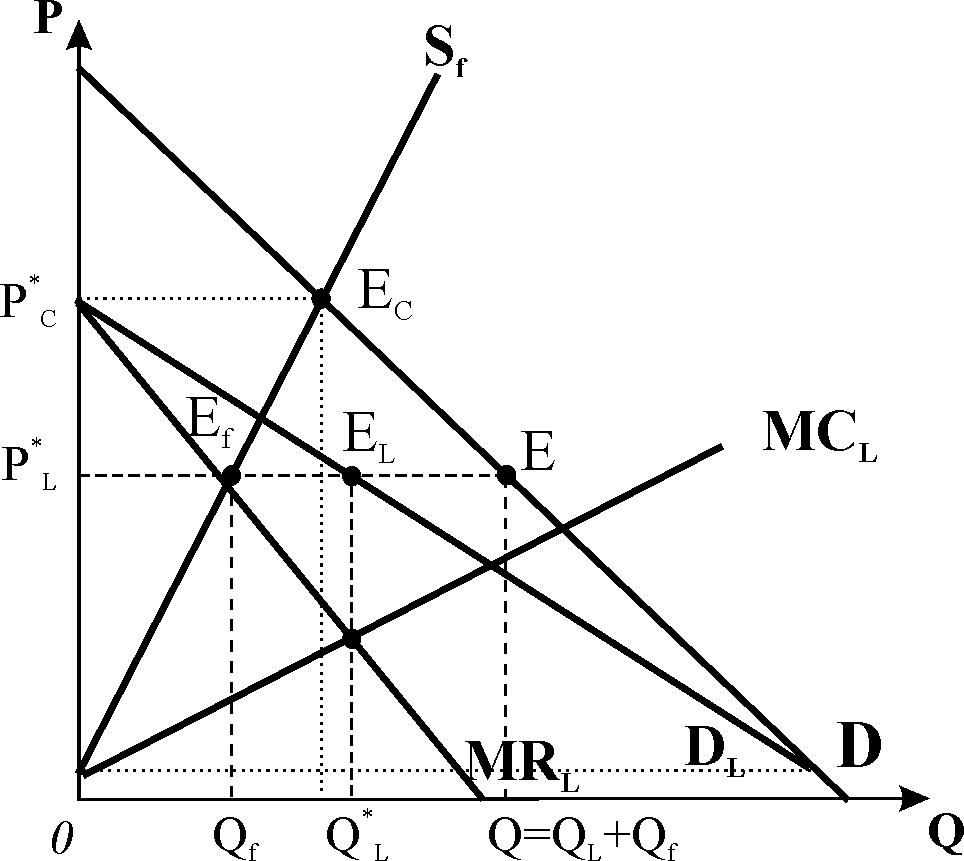 P
S_f
P*_C
E_C
E_f
E_L
E
MC_L
P*_L
MR_L
D_L
D
0
Q_f
Q*_L
Q=Q_L+Q_f
Q